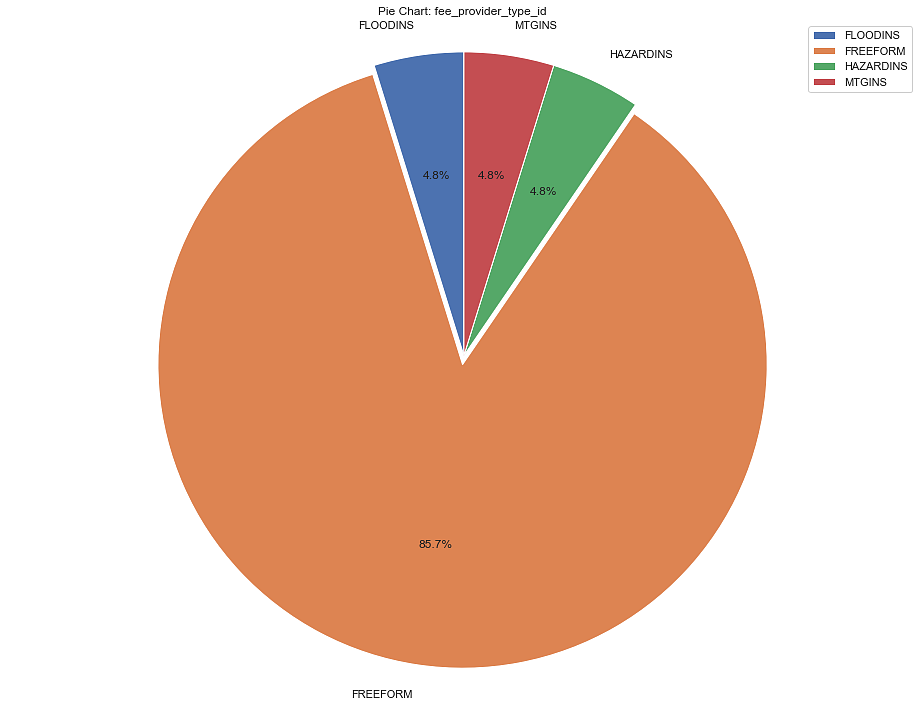 Pie Chart: fee_provider_type_id
FLOODINS
MTGINS
HAZARDINS
FLOODINS
FREEFORM
HAZARDINS
MTGINS
4.8%
4.8%
4.8%
85.7%
FREEFORM